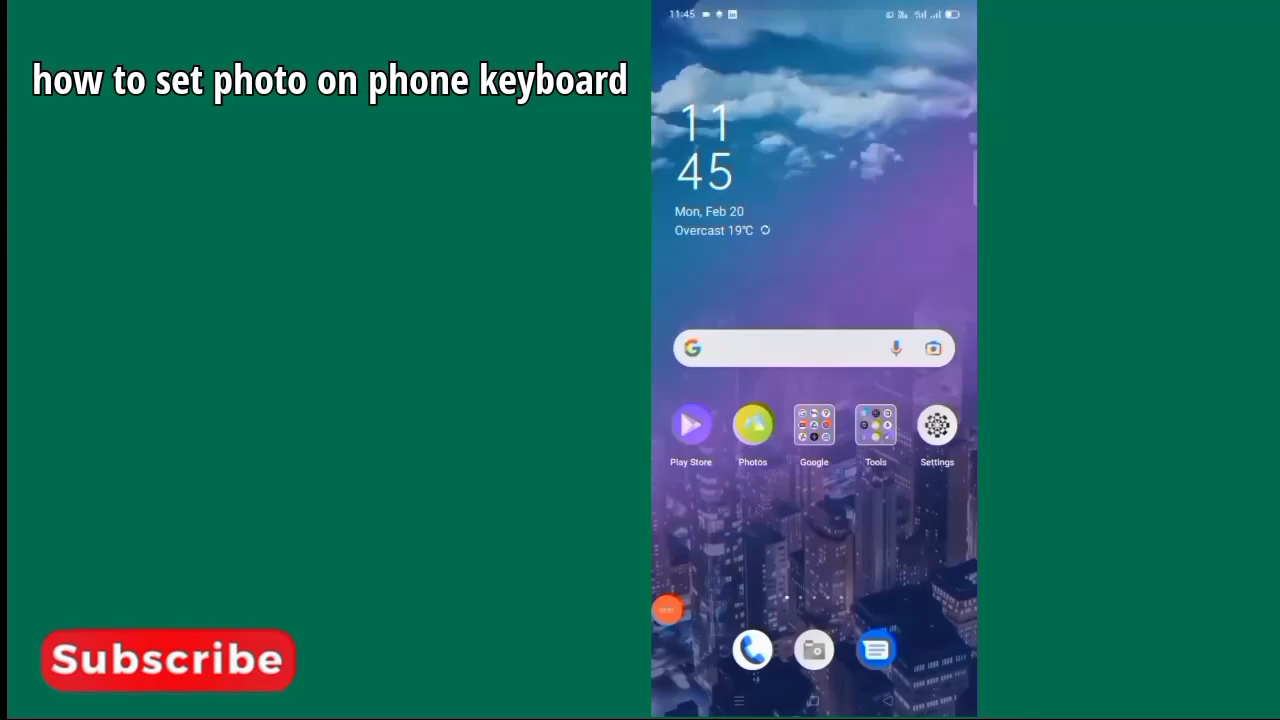 how to set photo on phone keyboard
11:45
11
45
Mon, Feb 20
Overcast 19°C
Play Store
Photos
Google
Tools
Settings
Subscribe